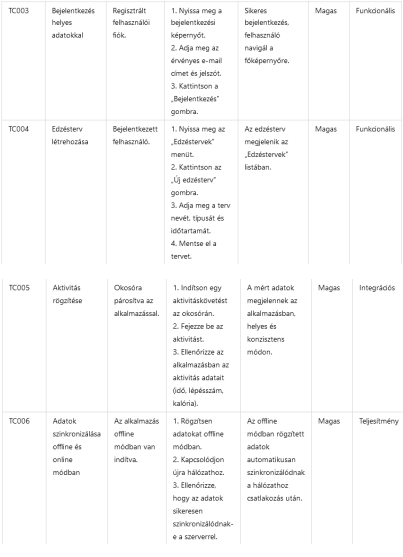 TC003
Bejelentkezés
helyes
adatokkal
Regisztrált
felhasználói
fiók.
1. Nyissa meg a
bejelentkezési
képernyőt.
2. Adja meg az
érvényes e-mail
címet és jelszót.
3. Kattintson a
„Bejelentkezés"
gombra.
Sikeres
bejelentkezés,
felhasználó
navigál a
főképernyőre.
Magas
Funkcionális
TC004
Edzésterv
létrehozása
Bejelentkezett
felhasználó.
1. Nyissa meg az
„Edzéstervek"
menüt.
2. Kattintson az
„Új edzésterv"
gombra.
3. Adja meg a terv
nevét, típusát és
időtartamát.
4. Mentse el a
tervet.
Az edzésterv
megjelenik az
„Edzéstervek"
listában.
Magas
Funkcionális
TC005
Aktivitás
rögzítése
Okosóra
párosítva az
alkalmazással.
1. Indítson egy
aktivitáskövetést
az okosórán.
2. Fejezze be az
aktivitást.
3. Ellenőrizze az
alkalmazásban az
aktivitás adatait
(idő, lépésszám,
kalória).
A mért adatok
megjelennek az
alkalmazásban,
helyes és
konzisztens
módon.
Magas
Integrációs
TC006
Adatok
szinkronizálása
offline és
online
módban
Az alkalmazás
offline
módban van
indítva.
1. Rögzítsen
adatokat offline
módban.
2. Kapcsolódjon
újra hálózathoz.
3. Ellenőrizze,
hogy az adatok
sikeresen
szinkronizálódnak-
e a szerverrel.
Az offline
módban rögzített
adatok
automatikusan
szinkronizálódnak
a hálózathoz
csatlakozás után.
Magas
Teljesítmény